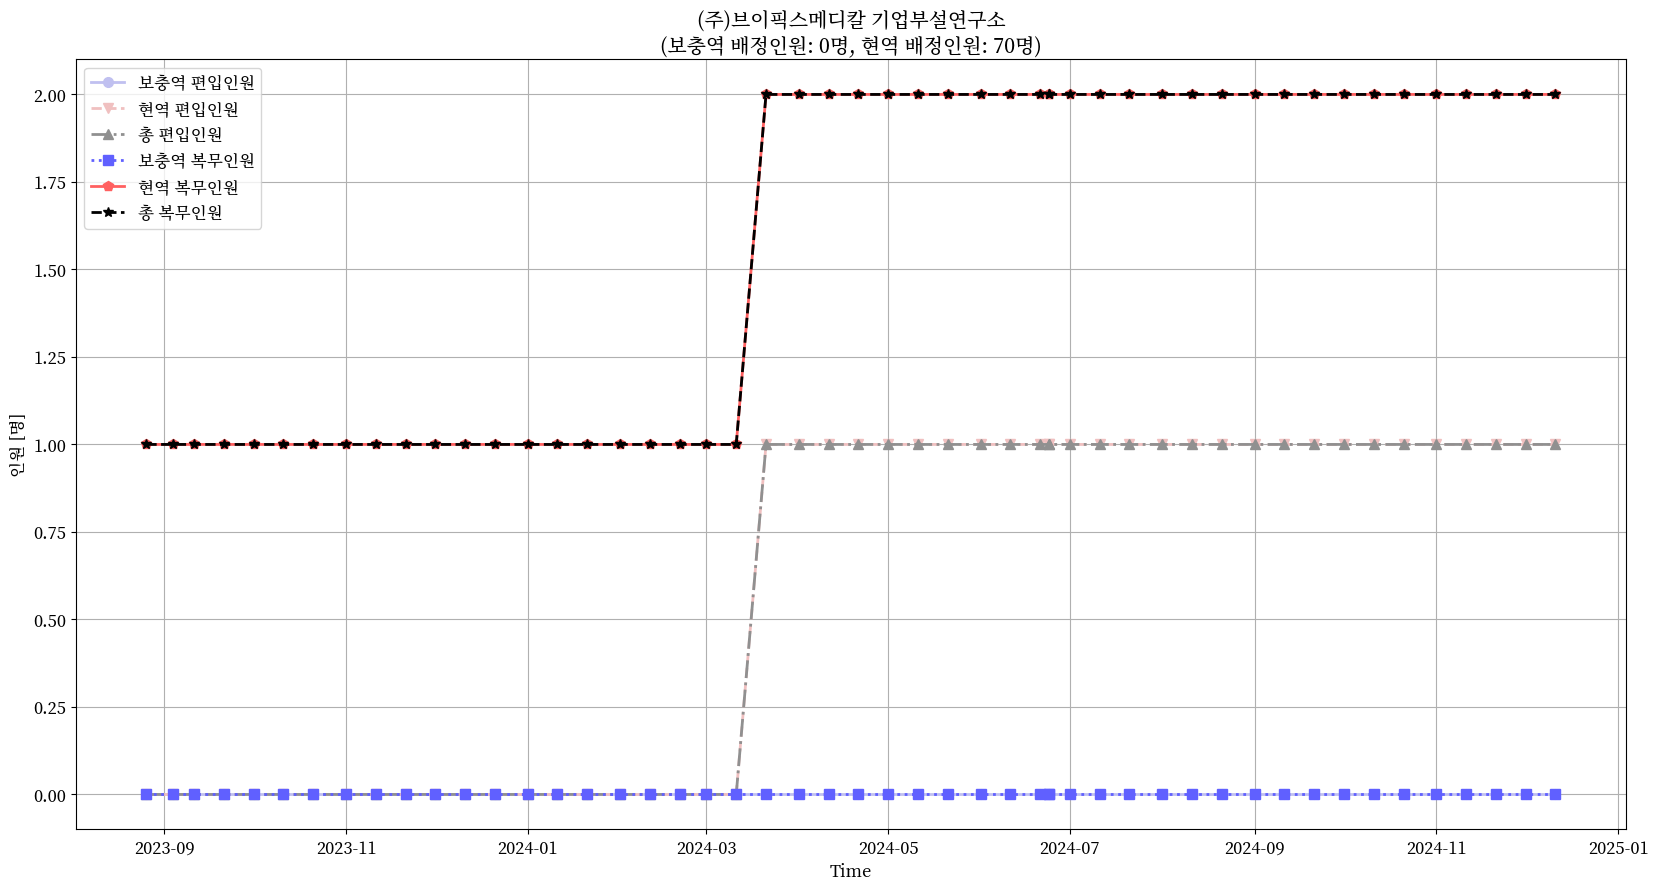 (주)브이픽스메디칼 기업부설연구소
(보충역 배정인원: 0명, 현역 배정인원: 70명)
보충역 편입인원
현역 편입인원
총 편입인원
보충역 복무인원
현역 복무인원
총 복무인원
2.00
1.75
1.50
1.25
1.00
0.75
0.50
0.25
0.00
인원 [명]
2023-09 2023-11 2024-01 2024-03 2024-05 2024-07 2024-09 2024-11 2025-01
Time